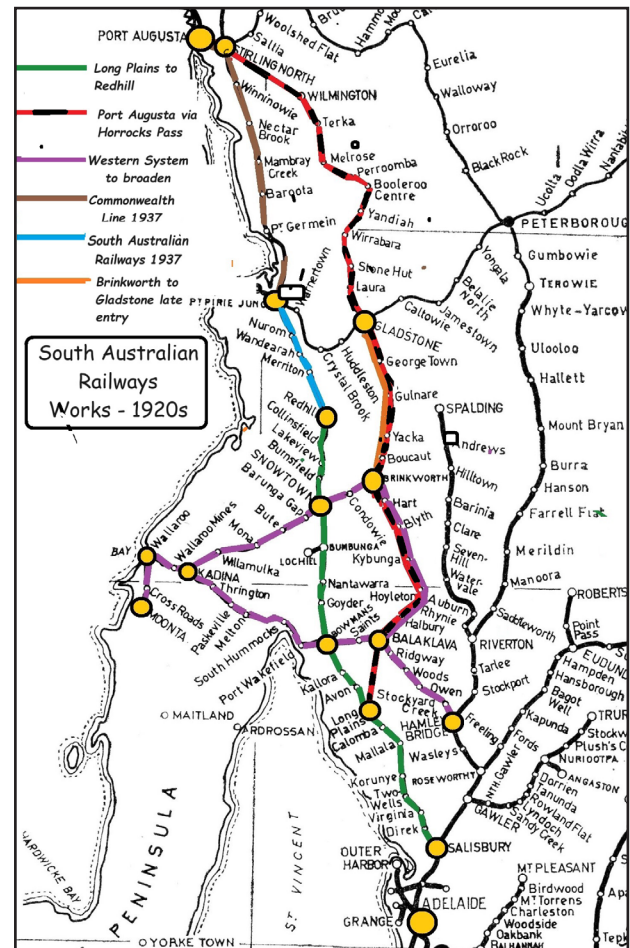 PORT AUGUSTA
STIRLING NORTH
Sallia
Woolshed Flat
Eurelia
Walloway
Orroroo
Black Rock
Ucolta
Oodla Wirra
Long Plains to
Redhill
Port Augusta via
Horrocks Pass
Western System
to broaden
Commonwealth
Line 1937
South Australian
Railways 1937
Brinkworth to
Gladstone late
entry
South Australian
Railways
Works - 1920s
Winninowie
Nectar
Brook
Mambray
Creek
Baroota
PT Germein
WILMINGTON
Terka
Melrose
Perroomba
Booleroo
Centre
Yandiah
Wirrabara
Stone Hut
Laura
PETERBOROUG
Gumbowie
TEROWIE
Whyte-Yarcow
Ulooloo
Hallett
Mount Bryan
Burra
Hanson
Farrell Flat
Merildin
Manoora
Saddleworth
RIVERTON
Tarlee
Stockport
Yongala
Belalie
North
Jamestown
Caltowie
GLADSTONE
Huddleston
Crystal Brook
PT PIRIE JUNC
Nurom
Wandearah
Merriton
Redhill
Collinsfield
Lakeview
Burnsfield
SNOWTOWN
Barunga Gap
Bute
Mona
Wallaroo Mines
Wallaroo
BAY
Willamulka
KADINA
Thrington
Cross Roads
MOONTA
Paskeville
Melton
South Hummocks
Port Wakefield
George Town
Gulnare
Yacka
Boucaut
BRINKWORTH
Condowie
Hart
Blyth
Kybunga
Hoyleton
Halbury
BALAKLAVA
SPALDING
Andrews
Hilltown
Barinia
Clare
Seven-
Hill
Water-
vale
Auburn
Rhynie
LOCHIEL
BUMBUNGA
Nantawarra
Goyder
BOWMANS
Saints
Ridgway
Woods
Owen
HAMLEY
BRIDGE
Stockyard
Creek
Kallora
Avon
Long
Plains
Calomba
Mallala
Korunye
Two
Wells
Virginia
Direk
SALISBURY
Freeling
Wasleys
ROSEWORTHY
GAWLER
NTH. Gawler
Fords
Kapunda
Bagot
Well
Hansborough
Hampden
EUDUND
Point
Pass
ROBERTS
TRUR
Stockw
Plush's C
NURIOOTPA
ANGASTON
Dorrien
Tanunda
Rowland Flat
Lyndoch
Sandy Creek
MAITLAND
ARDROSSAN
PENINSULA
ST VINCENT
HARDWICKE BAY
YORKE TOWN
OUTER
HARBOR
ADELAIDE
GRANGE
MT. PLEASANT
Birdwood
MT. Torrens
Charleston
Woodside
Oakbank
BALHANNAH